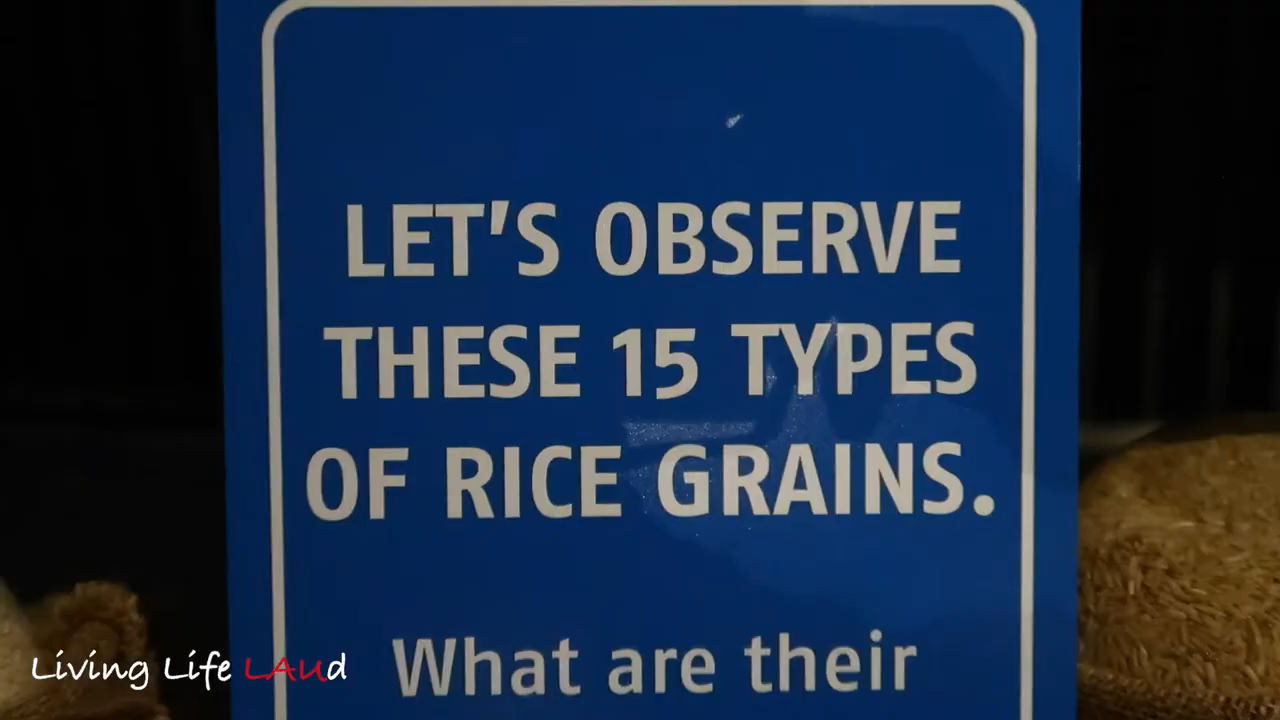 LET'S OBSERVE
THESE 15 TYPES
OF RICE GRAINS.
What are their
Living Life LAUd